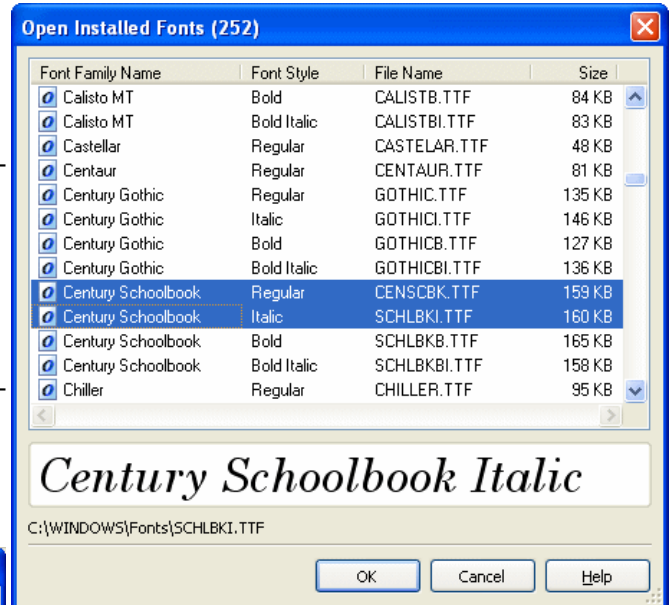 Open Installed Fonts (252)
Font Family Name Font Style File Name Size
Calisto MT Bold CALISTB.TTF 84 KB
Calisto MT Bold Italic CALISTBI.TTF 83 KB
Castellar Regular CASTELAR.TTF 48 KB
Centaur Regular CENTAUR.TTF 81 KB
Century Gothic Regular GOTHIC.TTF 135 KB
Century Gothic Italic GOTHICI.TTF 146 KB
Century Gothic Bold GOTHICB.TTF 127 KB
Century Gothic Bold Italic GOTHICBI.TTF 136 KB
Century Schoolbook Regular CENSCBK.TTF 159 KB
Century Schoolbook Italic SCHLBKI.TTF 160 KB
Century Schoolbook Bold SCHLBKB.TTF 165 KB
Century Schoolbook Bold Italic SCHLBKBI.TTF 158 KB
Chiller Regular CHILLER.TTF 95 KB
Century Schoolbook Italic
C:\WINDOWS\Fonts\SCHLBKI.TTF
OK Cancel Help